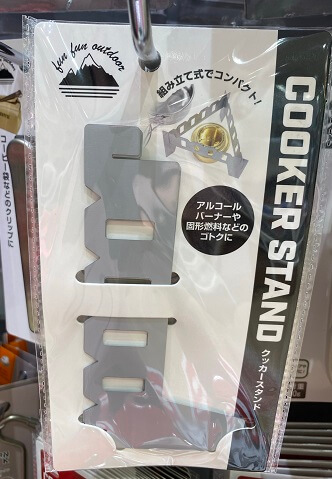 fun fun outdoor
組み立て式でコンパクト!
COOKER STAND
クッカースタンド
アルコール
バーナーや
固形燃料などの
ゴトクに
コーヒー袋などのクリップに